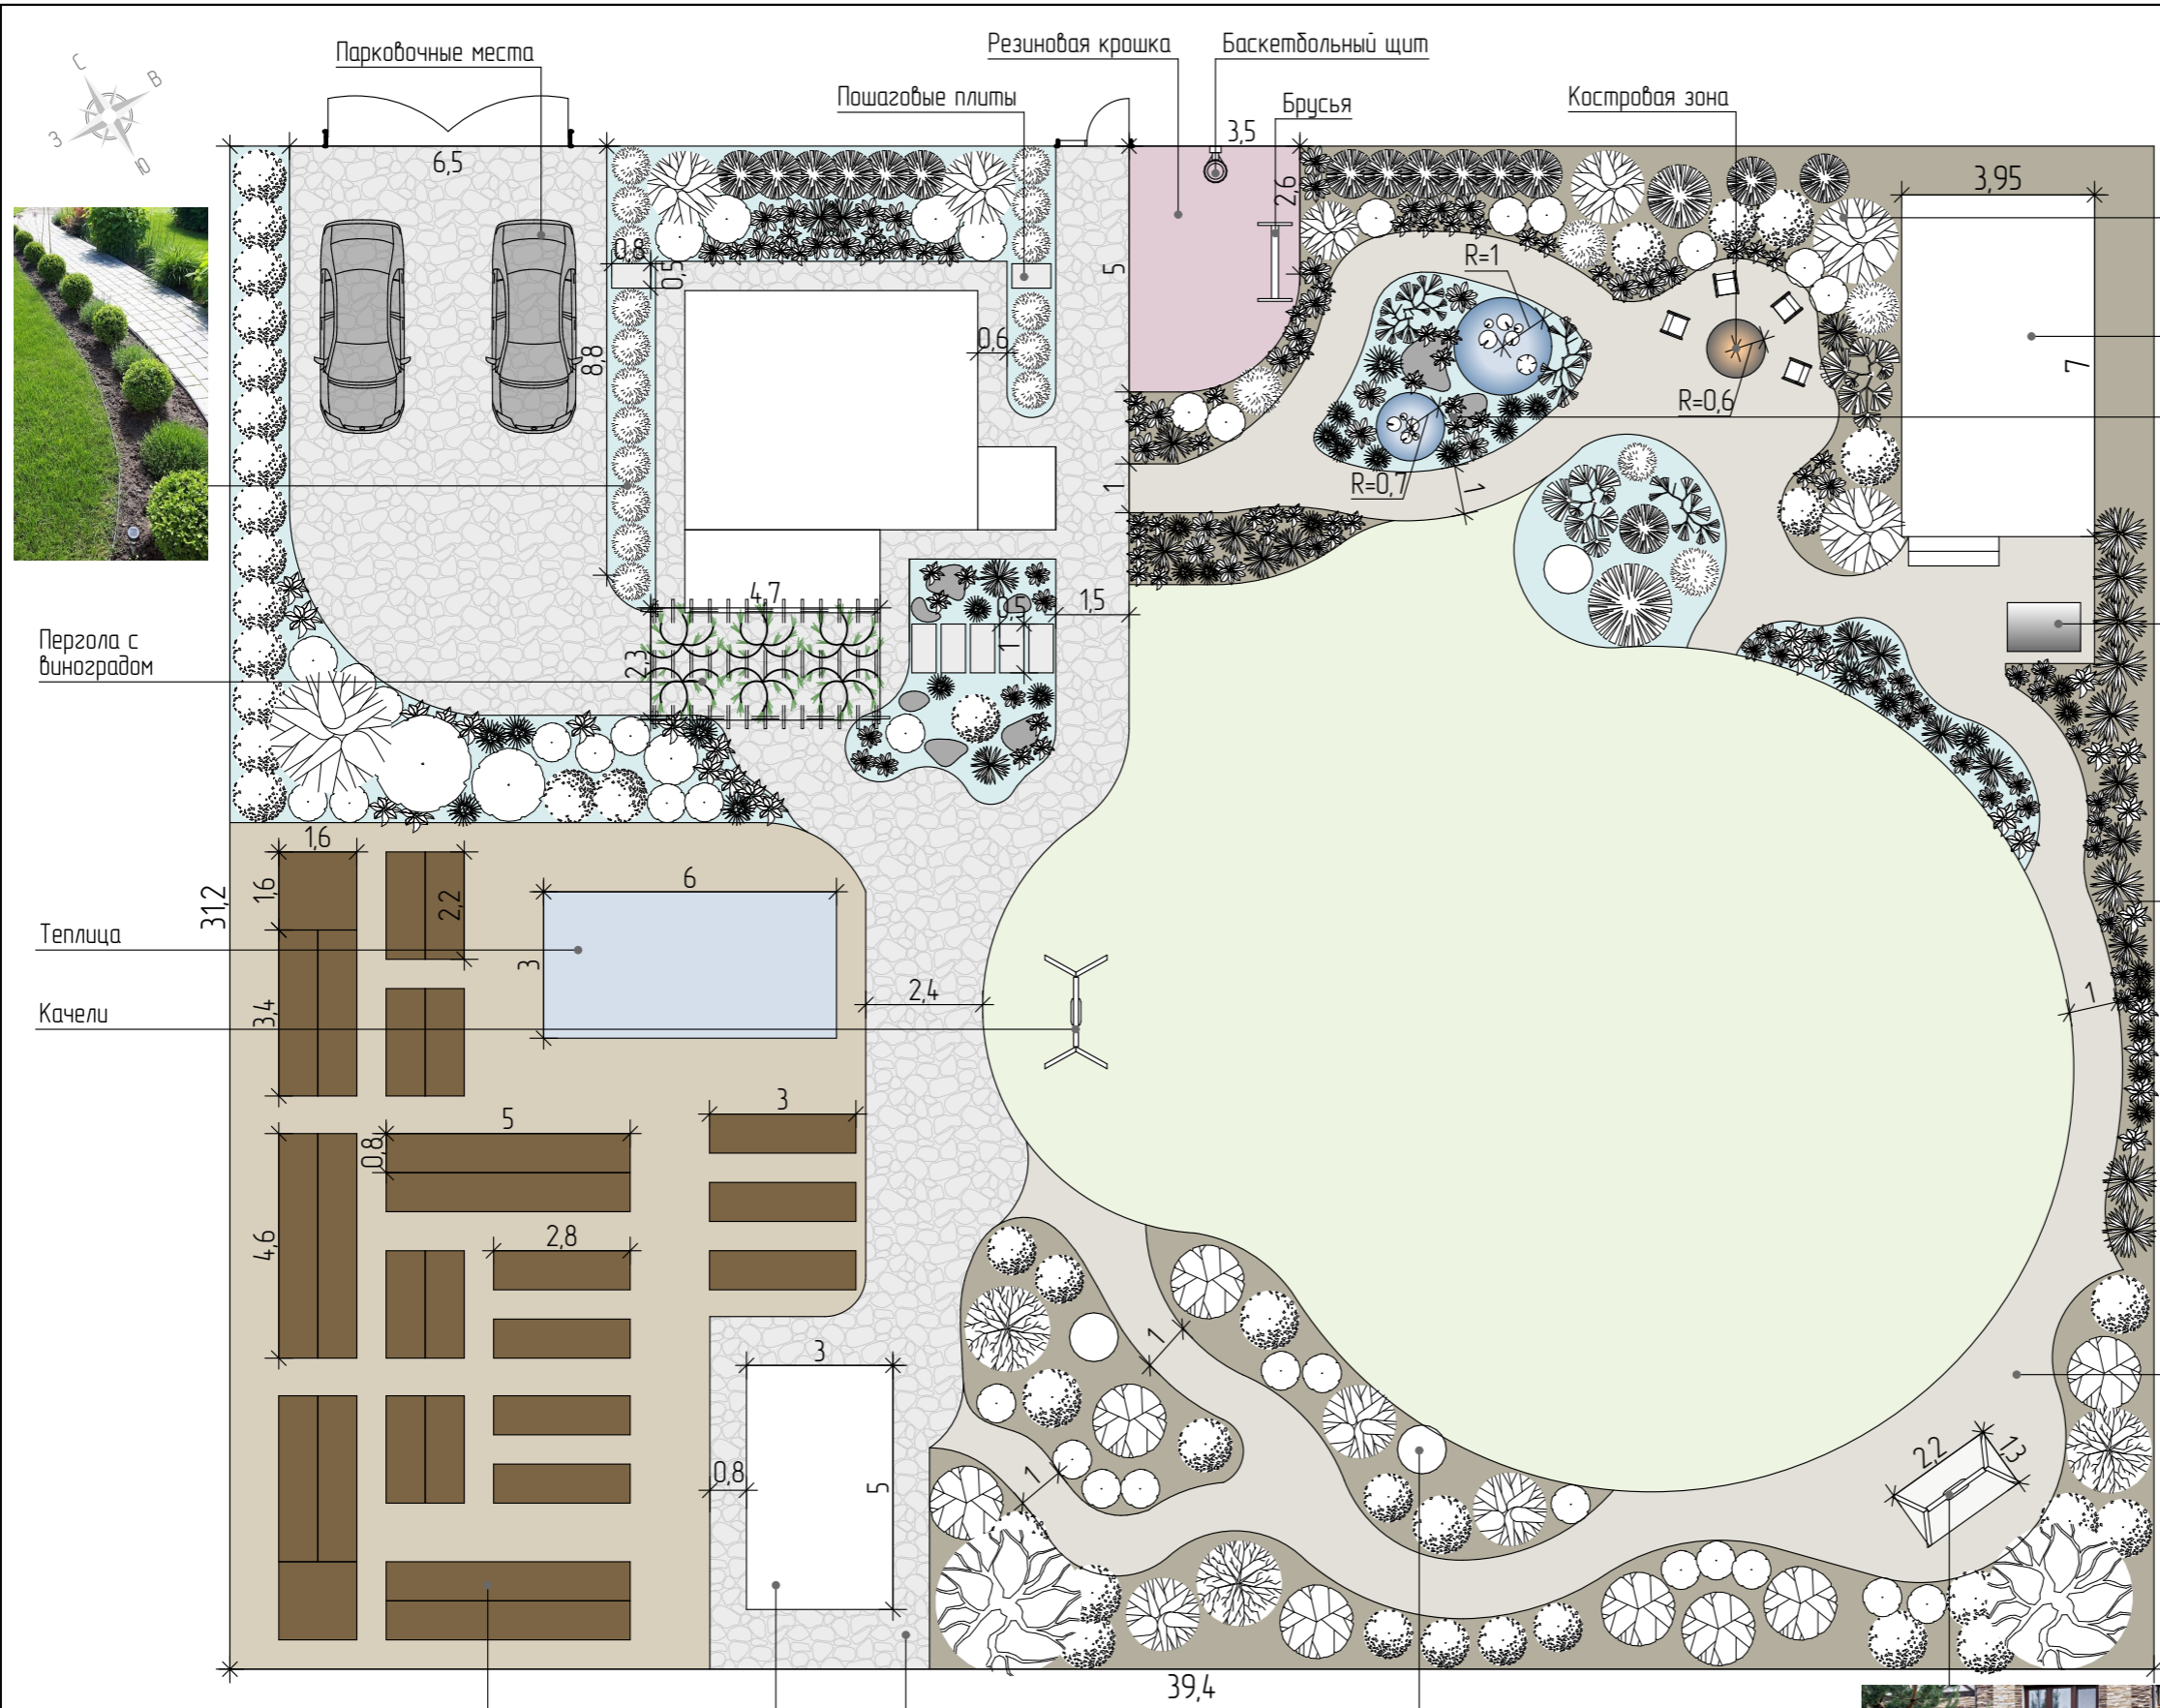 С
В
З
Ю
Парковочные места
Резиновая крошка
Баскетбольный щит
Пошаговые плиты
Брусья
Костровая зона
6,5
3,5
2,6
3,95
0,8
0,5
5
R=1
8,8
0,6
7
R=0,6
1
R=0,7
1
4,7
0,5
1,5
1
2,3
Пергола с
виноградом
1,6
1,6
2,2
6
31,2
Теплица
3
2,4
1
3,4
Качели
3
5
0,8
4,6
2,8
1
3
2,2
1,3
0,8
5
1
39,4